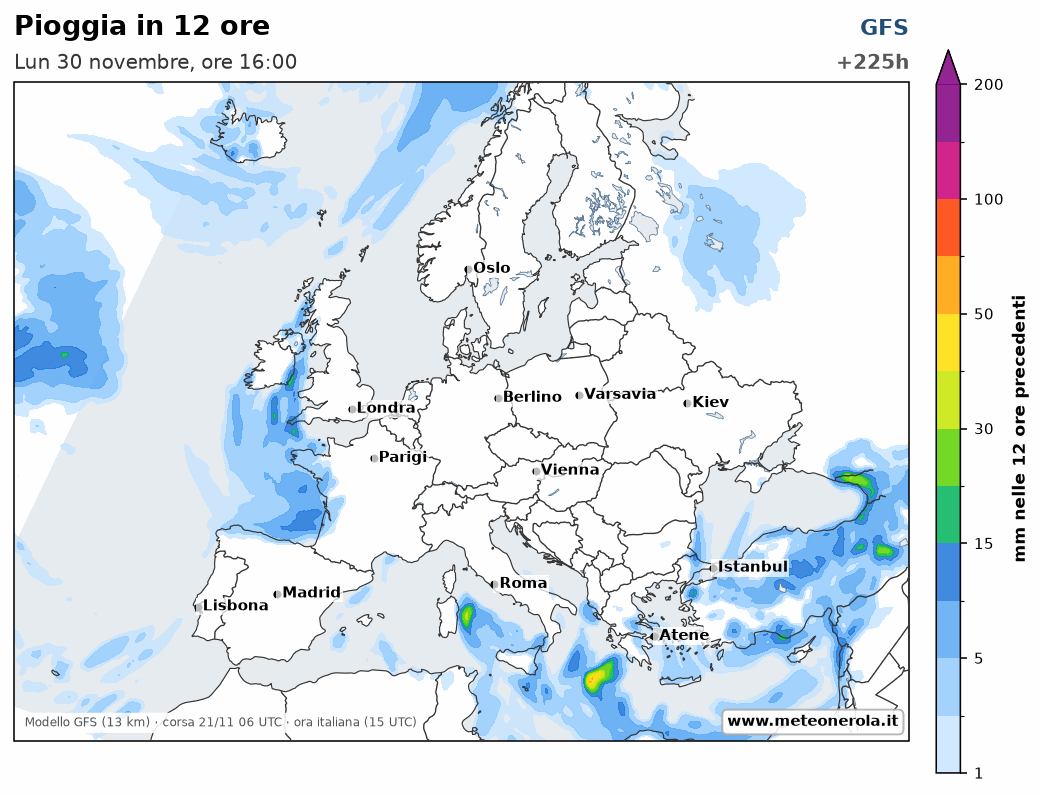 Pioggia in 12 ore
GFS
Lun 30 novembre, ore 16:00
+225h
200
100
50
30
15
5
1
mm nelle 12 ore precedenti
Oslo
Berlino
Varsavia
Kiev
Londra
Parigi
Vienna
Istanbul
Roma
Madrid
Lisbona
Atene
Modello GFS (13 km) · corsa 21/11 06 UTC · ora italiana (15 UTC)
www.meteonerola.it